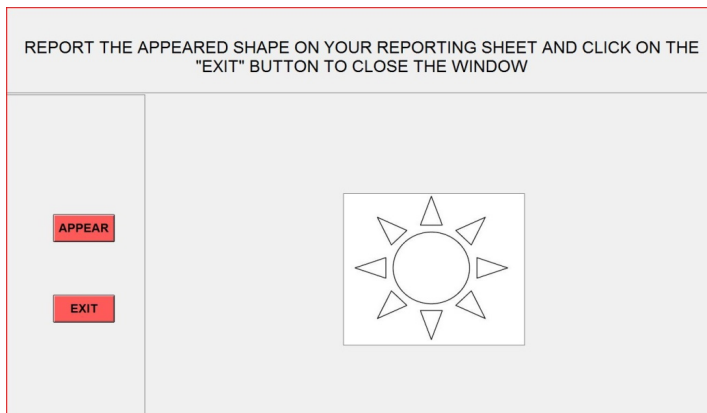 REPORT THE APPEARED SHAPE ON YOUR REPORTING SHEET AND CLICK ON THE
"EXIT" BUTTON TO CLOSE THE WINDOW
APPEAR
EXIT